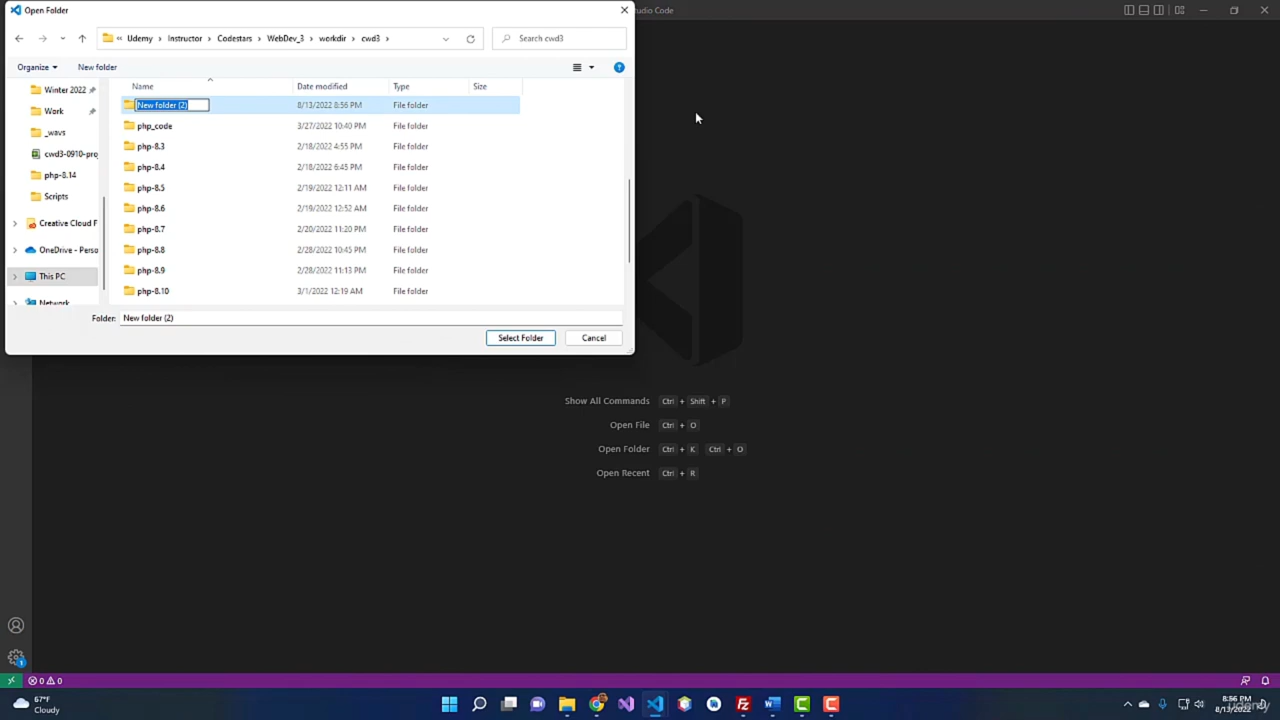 Open Folder
udio Code
« Udemy > Instructor > Codestars > WebDev_3 > workdir > cwd3 >
Search cwd3
Organize
New folder
Name Date modified Type Size
Winter 2022
Work
_wavs
cwd3-0910-proj
php-8.14
Scripts
Creative Cloud F
OneDrive - Perso
This PC
Network
New folder (2) 8/13/2022 8:56 PM File folder
php_code 3/27/2022 10:40 PM File folder
php-8.3 2/18/2022 4:55 PM File folder
php-8.4 2/18/2022 6:45 PM File folder
php-8.5 2/19/2022 12:11 AM File folder
php-8.6 2/19/2022 12:52 AM File folder
php-8.7 2/20/2022 11:20 PM File folder
php-8.8 2/28/2022 10:45 PM File folder
php-8.9 2/28/2022 11:13 PM File folder
php-8.10 3/1/2022 12:19 AM File folder
Folder: New folder (2)
Select Folder
Cancel
Show All Commands Ctrl + Shift + P
Open File Ctrl + O
Open Folder Ctrl + K Ctrl + O
Open Recent Ctrl + R
1
0 0
67°F
Cloudy
8:56 PM
8/13/2022
udemy